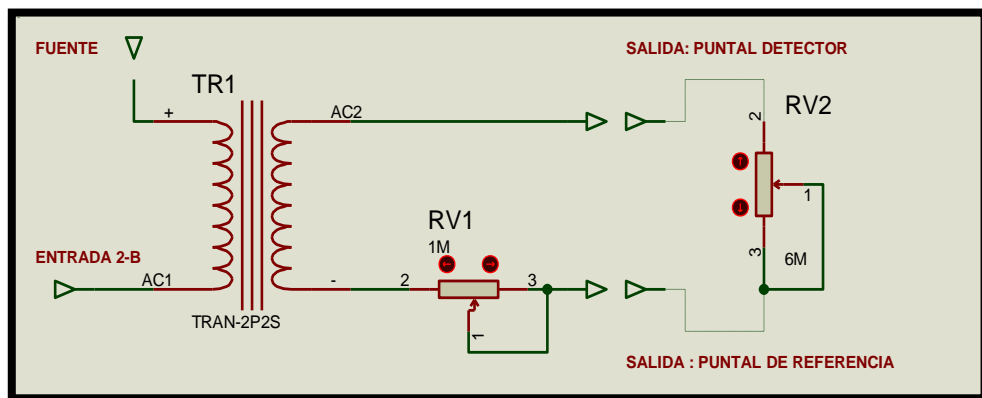 FUENTE
SALIDA: PUNTAL DETECTOR
TR1
RV2
+
AC2
2
1
RV1
1M
ENTRADA 2-B
3
6M
AC1
-
2
3
TRAN-2P2S
1
SALIDA : PUNTAL DE REFERENCIA